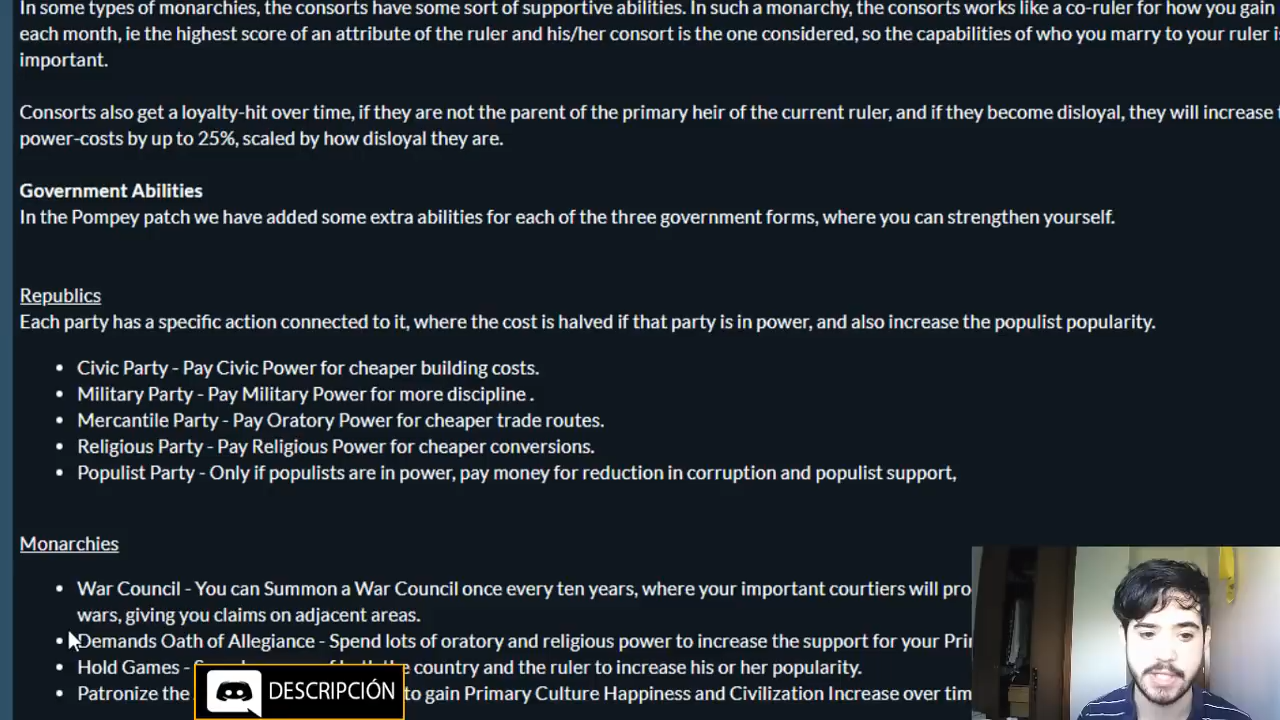 In some types of monarchies, the consorts have some sort of supportive abilities. In such a monarchy, the consorts works like a co-ruler for how you gain
each month, ie the highest score of an attribute of the ruler and his/her consort is the one considered, so the capabilities of who you marry to your ruler
important.
Consorts also get a loyalty-hit over time, if they are not the parent of the primary heir of the current ruler, and if they become disloyal, they will increase
power-costs by up to 25%, scaled by how disloyal they are.
Government Abilities
In the Pompey patch we have added some extra abilities for each of the three government forms, where you can strengthen yourself.
Republics
Each party has a specific action connected to it, where the cost is halved if that party is in power, and also increase the populist popularity.
• Civic Party - Pay Civic Power for cheaper building costs.
• Military Party - Pay Military Power for more discipline .
• Mercantile Party - Pay Oratory Power for cheaper trade routes.
• Religious Party - Pay Religious Power for cheaper conversions.
• Populist Party - Only if populists are in power, pay money for reduction in corruption and populist support,
Monarchies
• War Council - You can Summon a War Council once every ten years, where your important courtiers will pro
wars, giving you claims on adjacent areas.
• Demands Oath of Allegiance - Spend lots of oratory and religious power to increase the support for your Pri
• Hold Games - the country and the ruler to increase his or her popularity.
• Patronize the to gain Primary Culture Happiness and Civilization Increase over tim
DESCRIPCIÓN